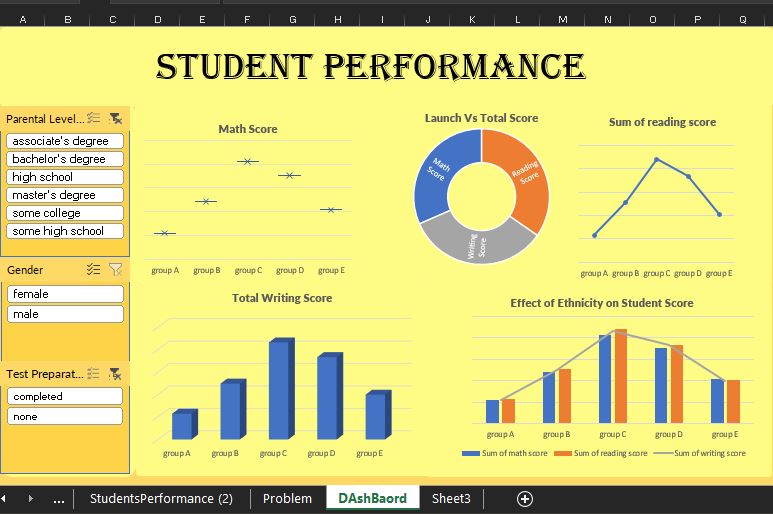 A B C D E F G H I J K L M N O P Q
STUDENT PERFORMANCE
Parental Level...
associate's degree
bachelor's degree
high school
master's degree
some college
some high school
Gender
female
male
Test Preparat...
completed
none
Math Score
group A group B group C group D group E
Launch Vs Total Score
Math
Score
Reading
Score
Writing
Score
Sum of reading score
group A group B group C group D group E
Total Writing Score
group A group B group C group D group E
Effect of Ethnicity on Student Score
group A group B group C group D group E
Sum of math score Sum of reading score Sum of writing score
... StudentsPerformance (2) Problem DAshBaord Sheet3